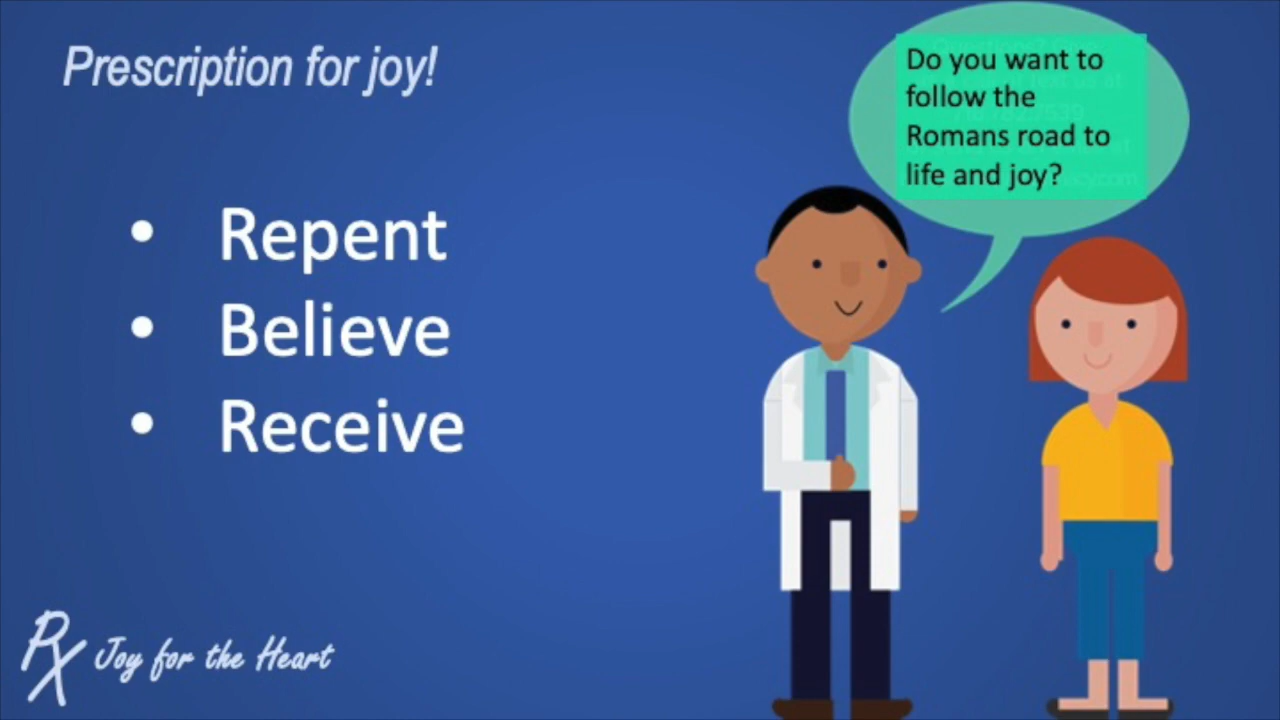 Prescription for joy!
Do you want to
follow the
Romans road to
life and joy?
• Repent
• Believe
• Receive
Rx Joy for the Heart